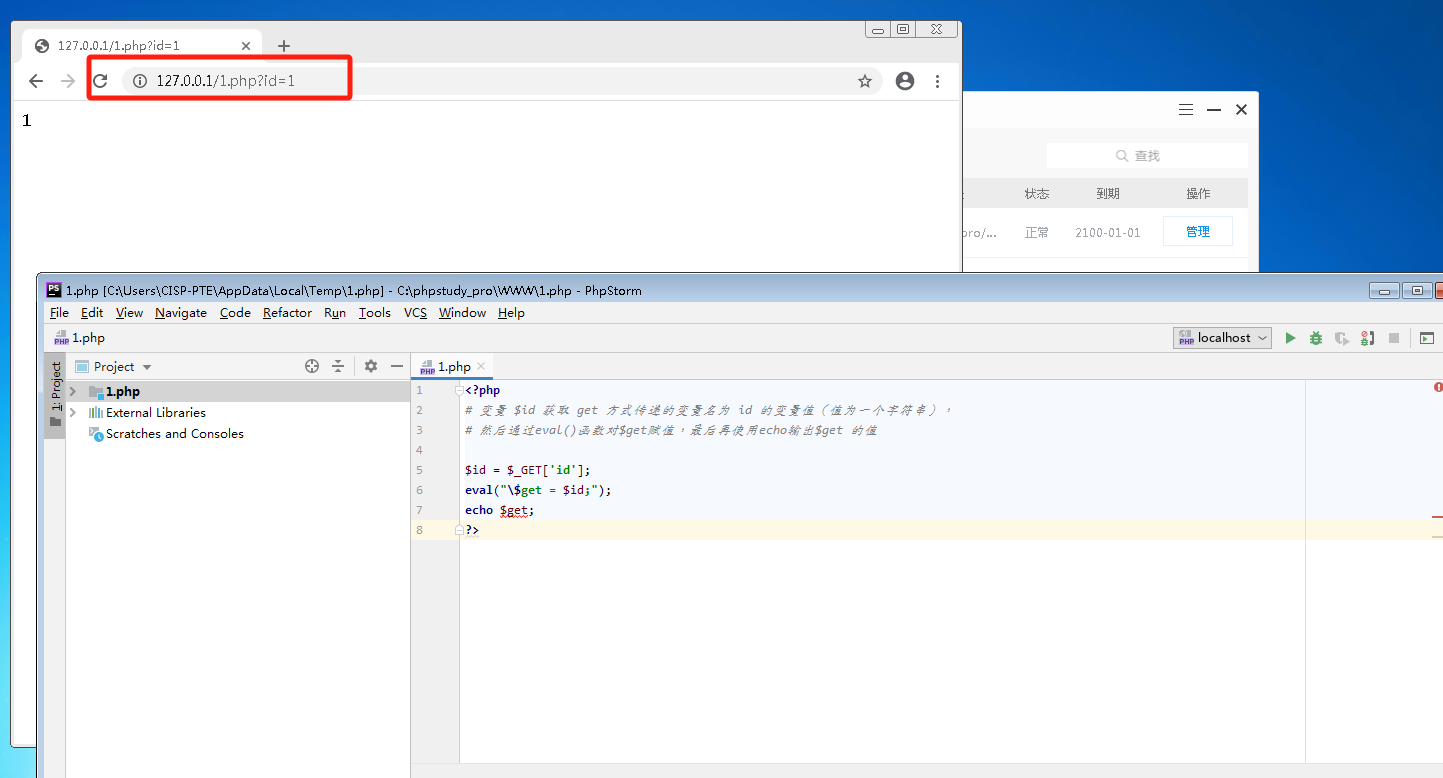 127.0.0.1/1.php?id=1
127.0.0.1/1.php?id=1
1
查找
状态 到期 操作
pro/... 正常 2100-01-01 管理
PS 1.php [C:\Users\CISP-PTE\AppData\Local\Temp\1.php] - C:\phpstudy_pro\WWW\1.php - PhpStorm
File Edit View Navigate Code Refactor Run Tools VCS Window Help
PHP 1.php
PHP localhost
1: Project
Project
1.php
External Libraries
Scratches and Consoles
PHP 1.php
1 <?php
2 # 变量 $id 获取 get 方式传递的变量名为 id 的变量值（值为一个字符串），
3 # 然后通过eval()函数对$get赋值，最后再使用echo输出$get 的值
4
5 $id = $_GET['id'];
6 eval("\$get = $id;");
7 echo $get;
8 ?>